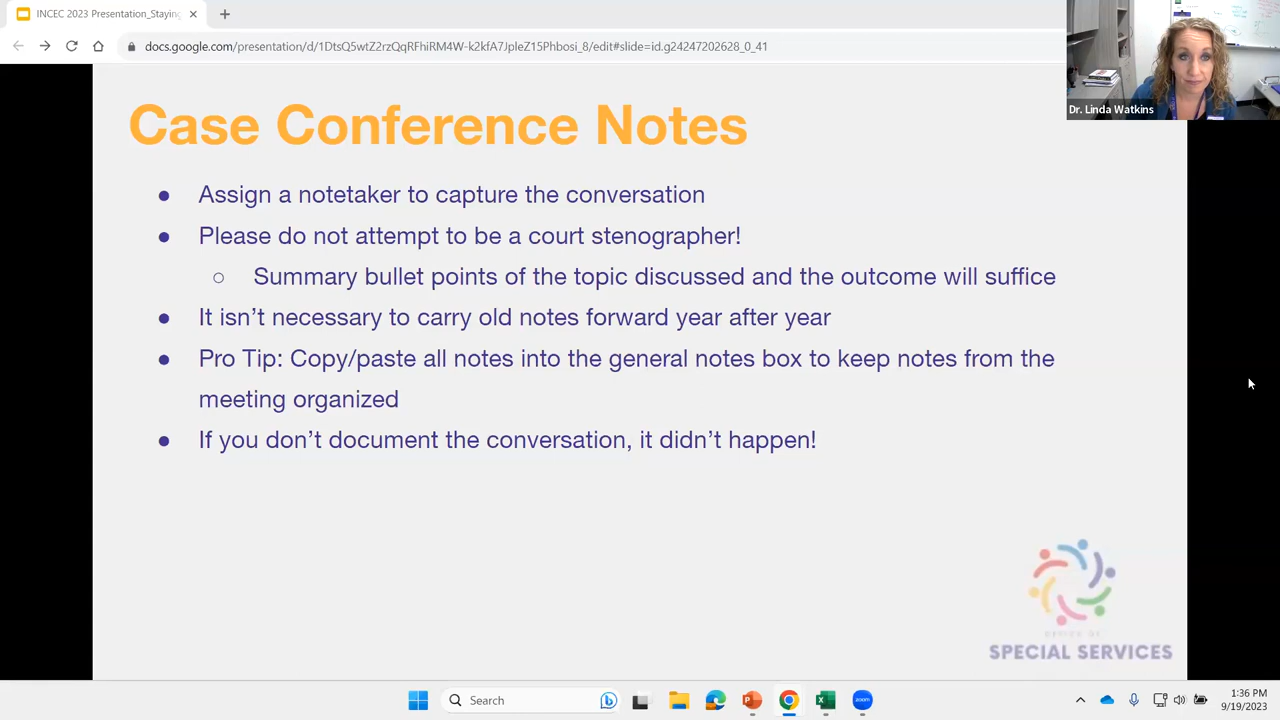 INCEC 2023 Presentation_Staying
docs.google.com/presentation/d/1DtsQ5wtZ2rzQqRFhiRM4W-k2kfA7JpleZ15Phbosi_8/edit#slide=id.g24247202628_0_41
Dr. Linda Watkins
Case Conference Notes
Assign a notetaker to capture the conversation
Please do not attempt to be a court stenographer!
Summary bullet points of the topic discussed and the outcome will suffice
It isn't necessary to carry old notes forward year after year
Pro Tip: Copy/paste all notes into the general notes box to keep notes from the
meeting organized
If you don't document the conversation, it didn't happen!
SPECIAL SERVICES
Search
zoom
1:36 PM
9/19/2023